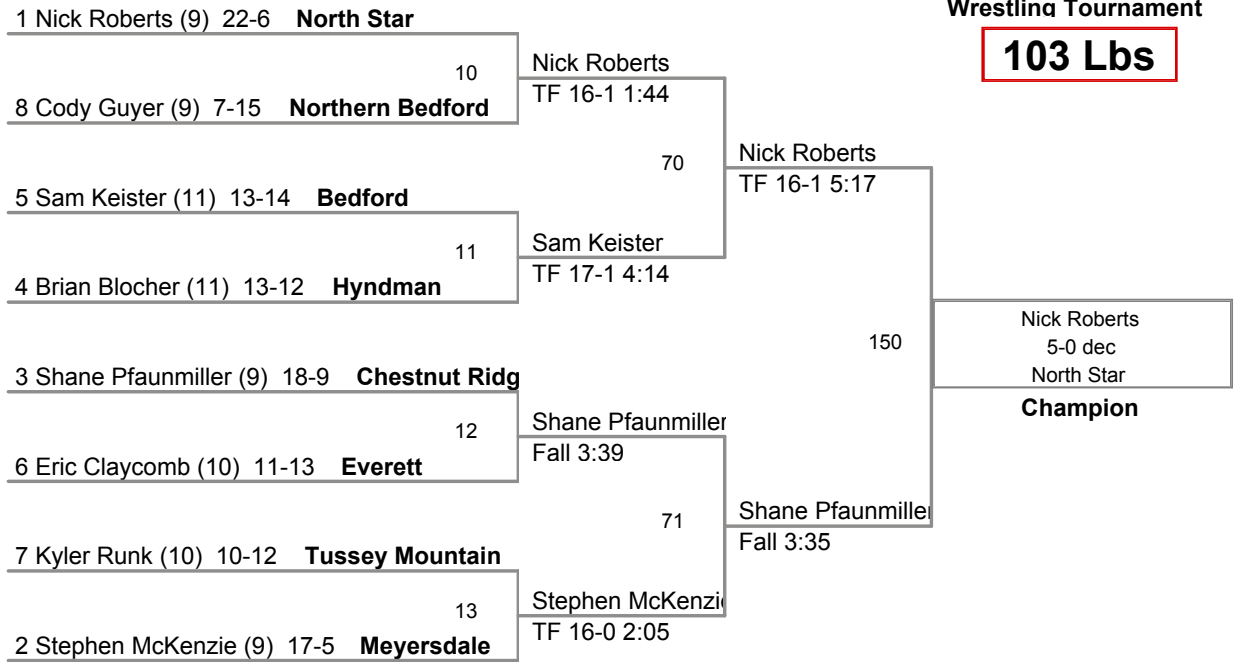 Wrestling Tournament
103 Lbs
1 Nick Roberts (9) 22-6 North Star
10
8 Cody Guyer (9) 7-15 Northern Bedford
Nick Roberts
TF 16-1 1:44
5 Sam Keister (11) 13-14 Bedford
11
4 Brian Blocher (11) 13-12 Hyndman
Sam Keister
TF 17-1 4:14
70
Nick Roberts
TF 16-1 5:17
3 Shane Pfaunmiller (9) 18-9 Chestnut Ridg
12
6 Eric Claycomb (10) 11-13 Everett
Shane Pfaunmiller
Fall 3:39
7 Kyler Runk (10) 10-12 Tussey Mountain
13
2 Stephen McKenzie (9) 17-5 Meyersdale
Stephen McKenzie
TF 16-0 2:05
71
Shane Pfaunmiller
Fall 3:35
150
Nick Roberts
5-0 dec
North Star
Champion